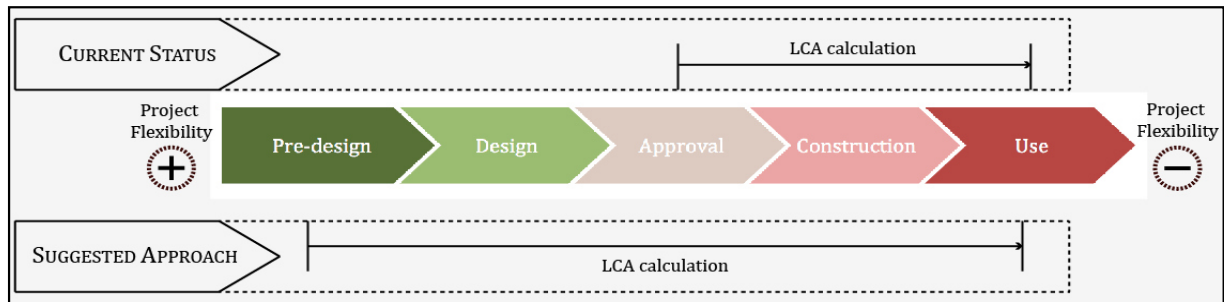 CURRENT STATUS
LCA calculation
Project
Flexibility
+
Pre-design
Design
Approval
Construction
Use
Project
Flexibility
−
SUGGESTED APPROACH
LCA calculation